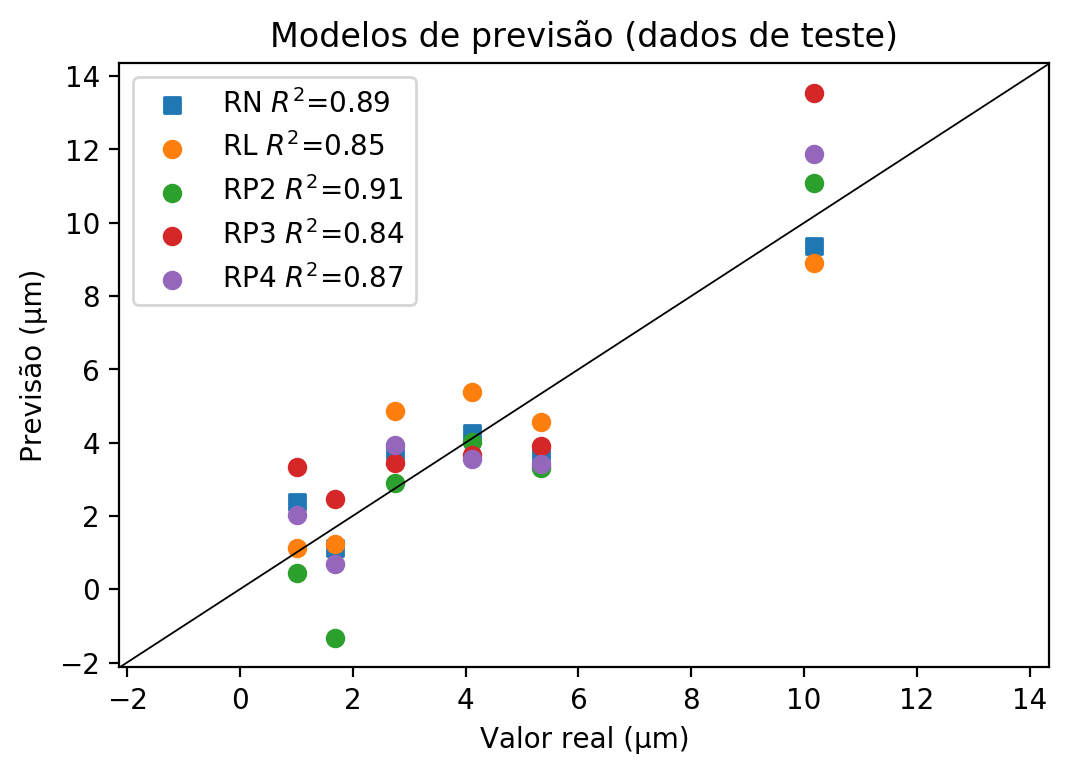 Modelos de previsão (dados de teste)
RN R²=0.89
RL R²=0.85
RP2 R²=0.91
RP3 R²=0.84
RP4 R²=0.87
Previsão (μm)
14
12
10
8
6
4
2
0
−2
−2 0 2 4 6 8 10 12 14
Valor real (μm)